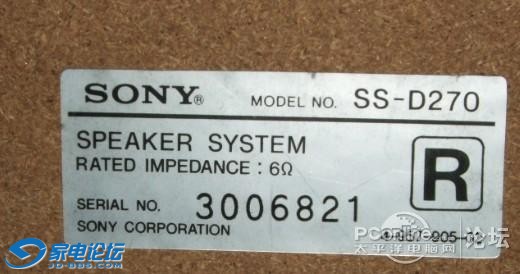 SONY® MODEL NO. SS-D270
SPEAKER SYSTEM
RATED IMPEDANCE : 6Ω
R
SERIAL NO. 3006821
SONY CORPORATION
PConline 论坛
太平洋电脑网
家电论坛
3D-BBS.COM